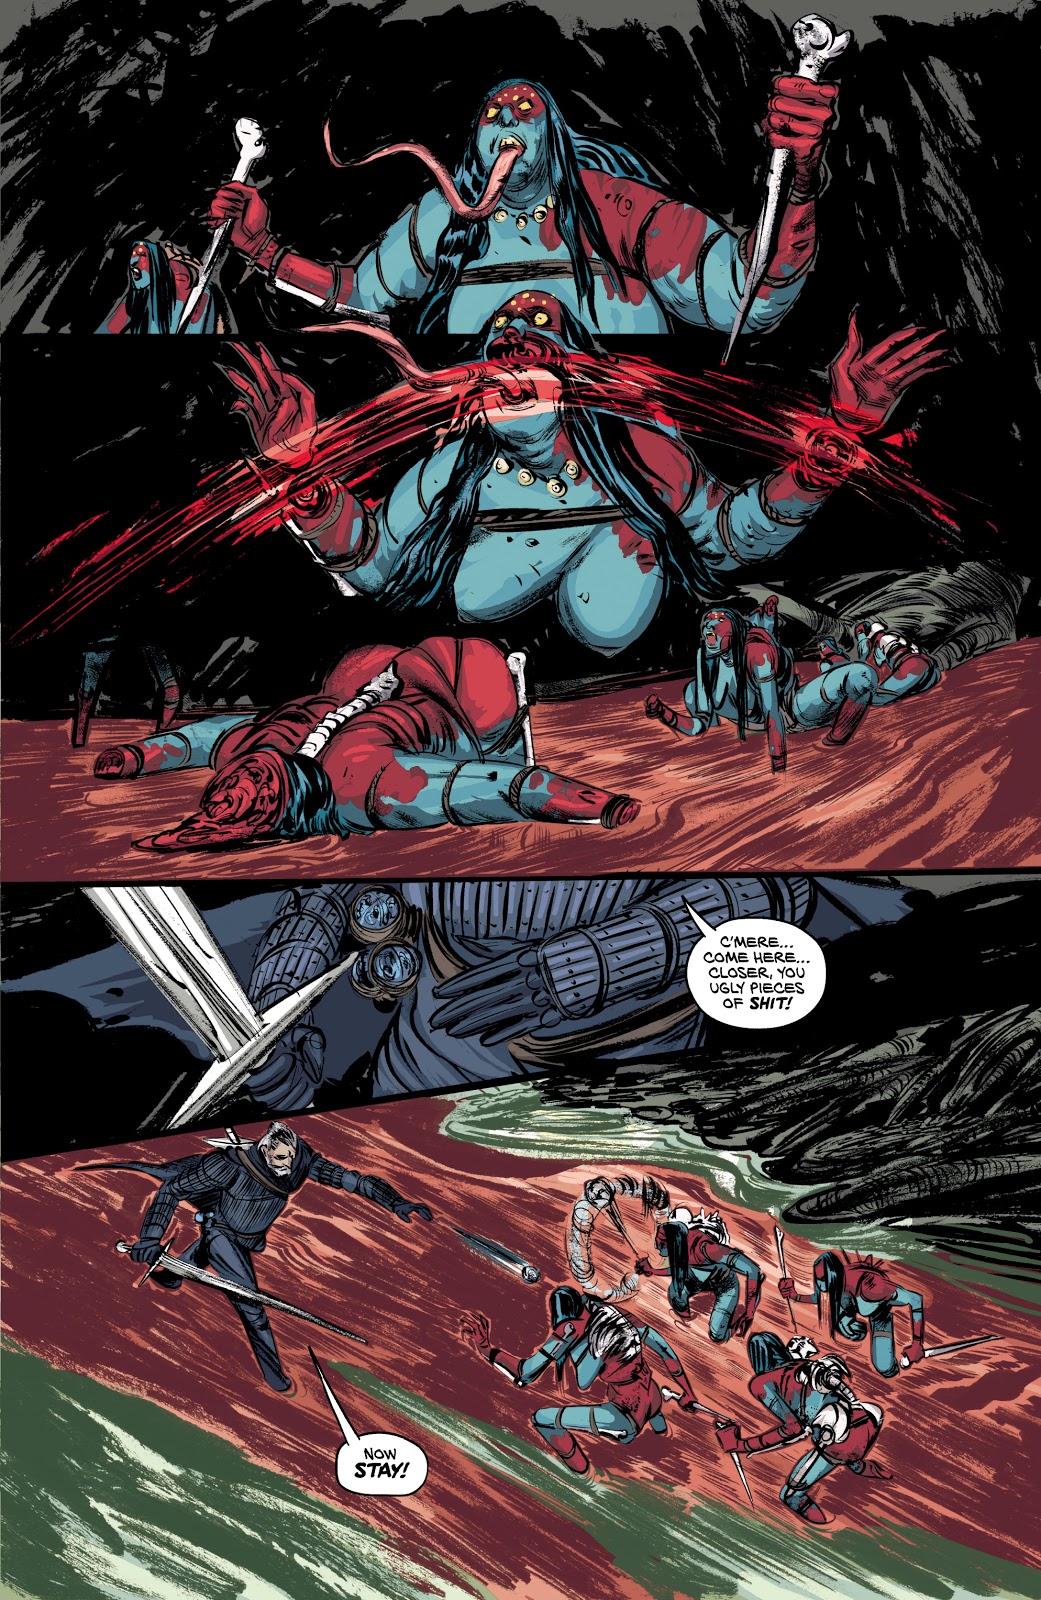 C'MERE...
COME HERE...
CLOSER, YOU
UGLY PIECES
OF SHIT!
NOW
STAY!